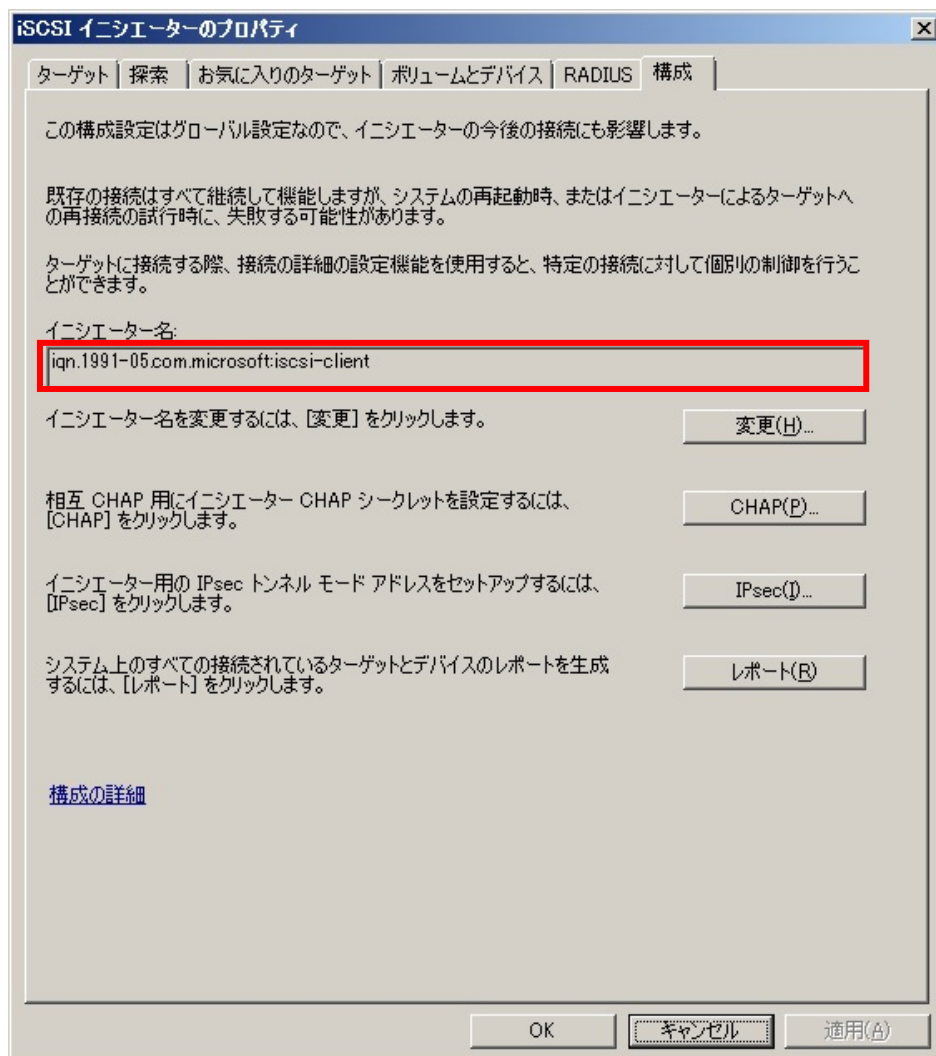 iSCSI イニシエーターのプロパティ
ターゲット 探索 お気に入りのターゲット ボリュームとデバイス RADIUS 構成
この構成設定はグローバル設定なので、イニシエーターの今後の接続にも影響します。
既存の接続はすべて継続して機能しますが、システムの再起動時、またはイニシエーターによるターゲットへ
の再接続の試行時に、失敗する可能性があります。
ターゲットに接続する際、接続の詳細の設定機能を使用すると、特定の接続に対して個別の制御を行うこ
とができます。
イニシエーター名:
iqn.1991-05.com.microsoft:iscsi-client
イニシエーター名を変更するには、[変更] をクリックします。
変更(H)...
相互 CHAP 用にイニシエーター CHAP シークレットを設定するには、
[CHAP] をクリックします。
CHAP(P)...
イニシエーター用の IPsec トンネル モード アドレスをセットアップするには、
[IPsec] をクリックします。
IPsec(I)...
システム上のすべての接続されているターゲットとデバイスのレポートを生成
するには、[レポート] をクリックします。
レポート(R)
構成の詳細
OK キャンセル 適用(A)